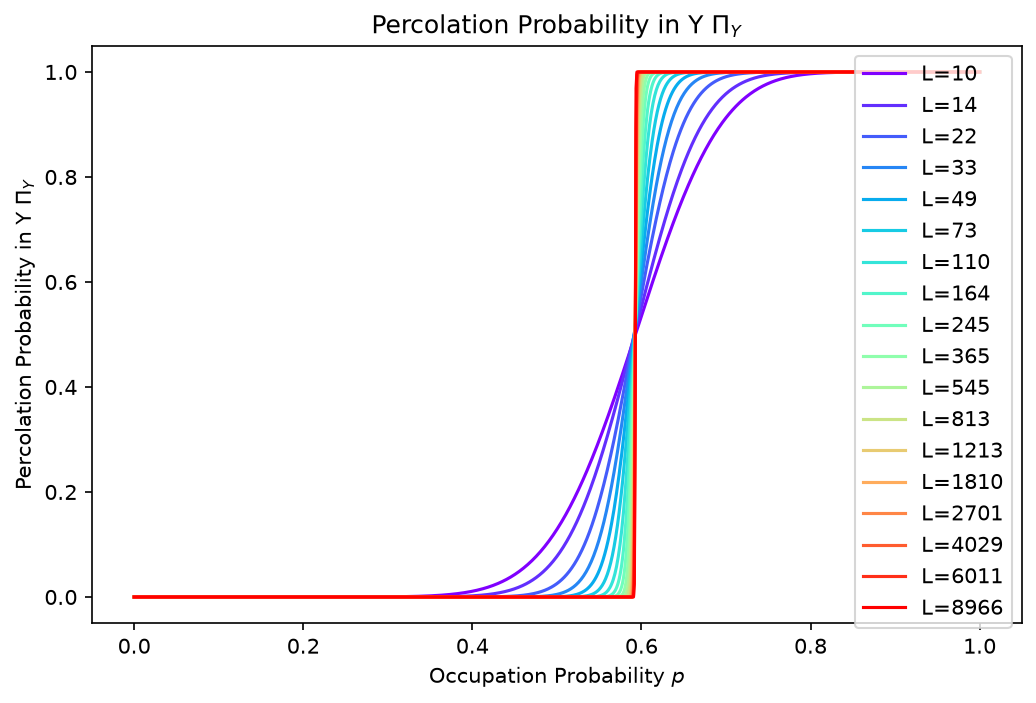 Percolation Probability in Y Π_Y
Percolation Probability in Y Π_Y
1.0
0.8
0.6
0.4
0.2
0.0
0.0 0.2 0.4 0.6 0.8 1.0
Occupation Probability p
L=10
L=14
L=22
L=33
L=49
L=73
L=110
L=164
L=245
L=365
L=545
L=813
L=1213
L=1810
L=2701
L=4029
L=6011
L=8966